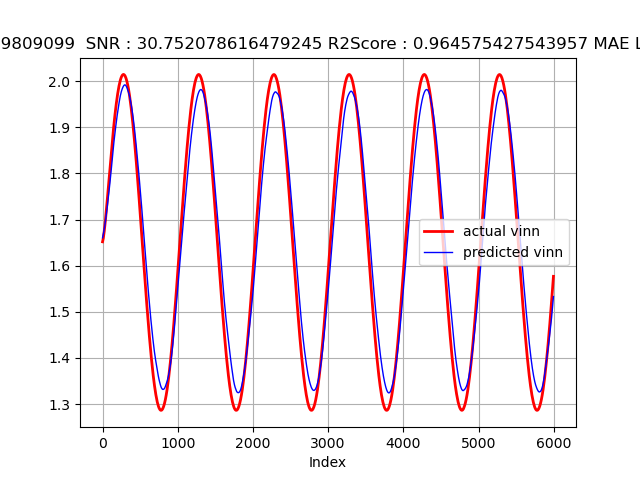 9809099  SNR : 30.752078616479245 R2Score : 0.964575427543957 MAE L
2.0
1.9
1.8
1.7
1.6
1.5
1.4
1.3
actual vinn
predicted vinn
0 1000 2000 3000 4000 5000 6000
Index